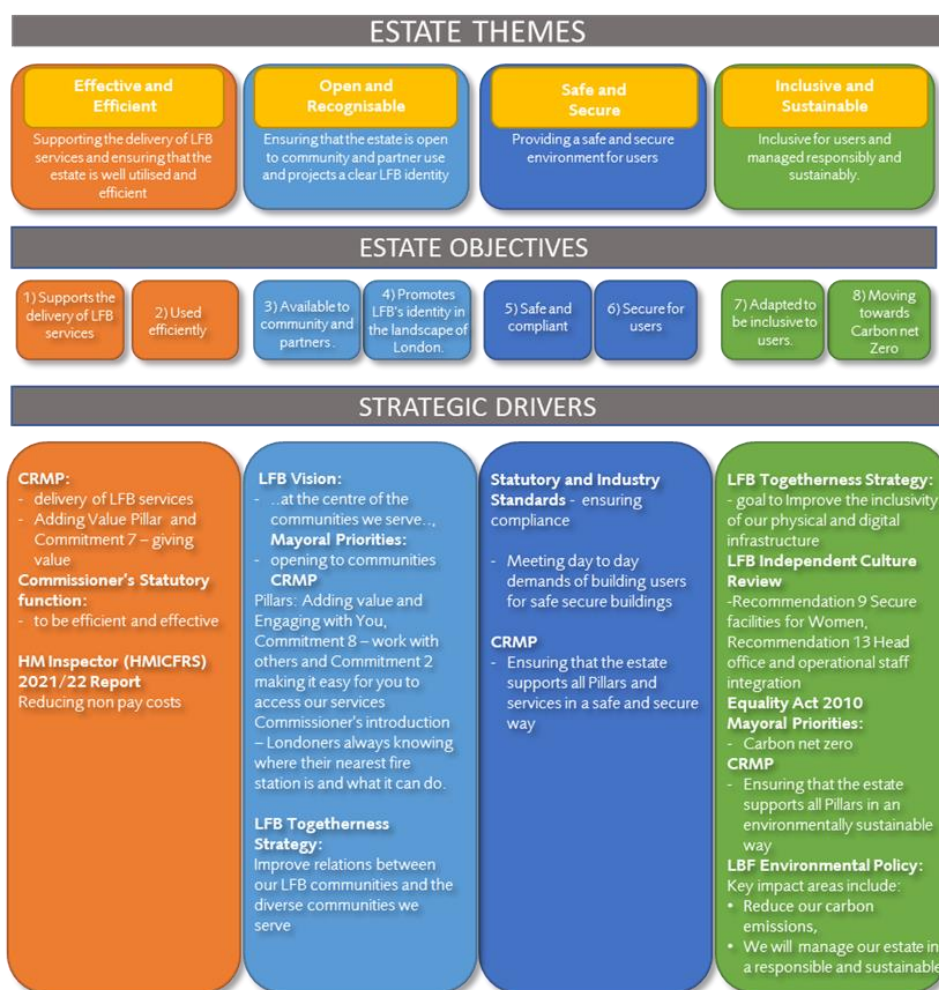 ESTATE THEMES
Effective and
Efficient
Supporting the delivery of LFB
services and ensuring that the
estate is well utilised and
efficient
Open and
Recognisable
Ensuring that the estate is open
to community and partner use
and projects a clear LFB identity
Safe and
Secure
Providing a safe and secure
environment for users
Inclusive and
Sustainable
Inclusive for users and
managed responsibly and
sustainably.
ESTATE OBJECTIVES
1) Supports the
delivery of LFB
services
2) Used
efficiently
3) Available to
community and
partners .
4) Promotes
LFB's identity in
the landscape of
London.
5) Safe and
compliant
6) Secure for
users
7) Adapted to
be inclusive to
users.
8) Moving
towards
Carbon net
Zero
STRATEGIC DRIVERS
CRMP:
- delivery of LFB services
- Adding Value Pillar and
Commitment 7 – giving
value
Commissioner's Statutory
function:
- to be efficient and effective
HM Inspector (HMICFRS)
2021/22 Report
Reducing non pay costs
LFB Vision:
- ..at the centre of the
communities we serve..,
Mayoral Priorities:
- opening to communities
CRMP
Pillars: Adding value and
Engaging with You,
Commitment 8 – work with
others and Commitment 2
making it easy for you to
access our services
Commissioner's introduction
– Londoners always knowing
where their nearest fire
station is and what it can do.
LFB Togetherness
Strategy:
Improve relations between
our LFB communities and the
diverse communities we
serve
Statutory and Industry
Standards - ensuring
compliance
- Meeting day to day
demands of building users
for safe secure buildings
CRMP
- Ensuring that the estate
supports all Pillars and
services in a safe and secure
way
LFB Togetherness Strategy:
- goal to Improve the inclusivity
of our physical and digital
infrastructure
LFB Independent Culture
Review
-Recommendation 9 Secure
facilities for Women,
Recommendation 13 Head
office and operational staff
integration
Equality Act 2010
Mayoral Priorities:
- Carbon net zero
CRMP
- Ensuring that the estate
supports all Pillars in an
environmentally sustainable
way
LBF Environmental Policy:
Key impact areas include:
• Reduce our carbon
emissions,
• We will manage our estate in
a responsible and sustainable